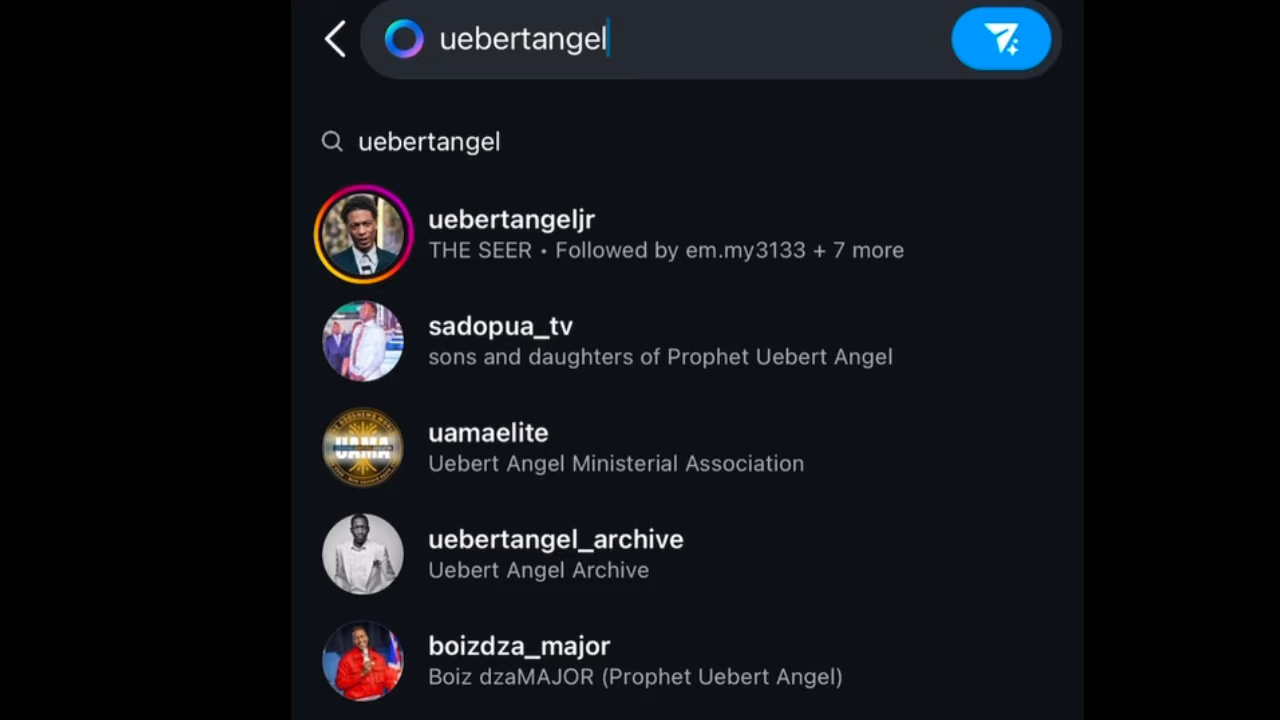 uebertangel
uebertangel
uebertangeljr
THE SEER • Followed by em.my3133 + 7 more
sadopua_tv
sons and daughters of Prophet Uebert Angel
UAMA
uamaelite
Uebert Angel Ministerial Association
uebertangel_archive
Uebert Angel Archive
boizdza_major
Boiz dzaMAJOR (Prophet Uebert Angel)